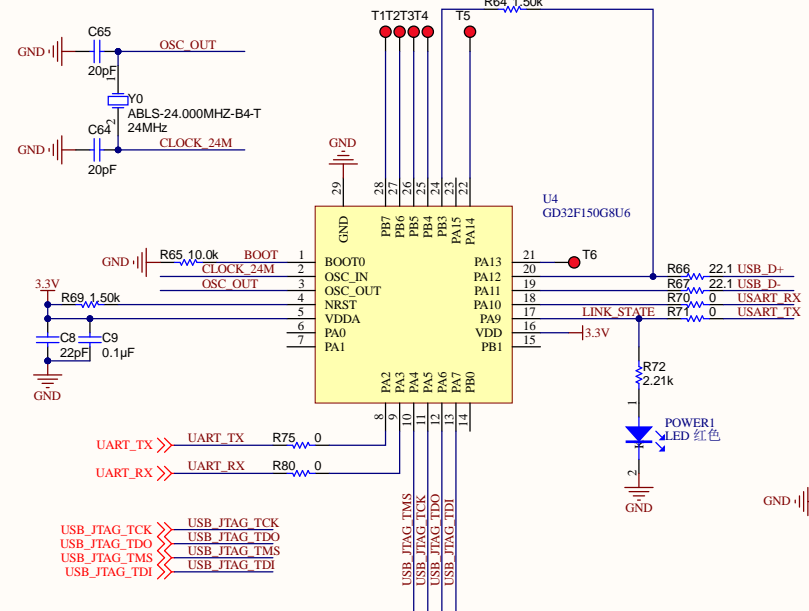 R64 1.50k
T1 T2 T3 T4
T5
C65
GND
OSC_OUT
20pF
1
Y0
ABLS-24.000MHZ-B4-T
24MHz
2
C64
GND
CLOCK_24M
20pF
GND
29
28
27
26
25
24
23
22
U4
GD32F150G8U6
GND
PB7
PB6
PB5
PB4
PB3
PA15
PA14
GND
R65 10.0k
BOOT
1
BOOT0
CLOCK_24M
2
OSC_IN
OSC_OUT
3
OSC_OUT
3.3V
R69 1.50k
4
NRST
5
VDDA
6
PA0
7
PA1
C8
22pF
C9
0.1µF
GND
PA13
21
T6
PA12
20
R66
22.1
USB_D+
PA11
19
R67
22.1
USB_D-
PA10
18
R70
0
USART_RX
PA9
17
LINK_STATE
R71
0
USART_TX
VDD
16
3.3V
PB1
15
PA2
PA3
PA4
PA5
PA6
PA7
PB0
8
9
10
11
12
13
14
R72
2.21k
1
POWER1
LED 红色
2
GND
GND
UART_TX
UART_TX
R75
0
UART_RX
UART_RX
R80
0
USB_JTAG_TMS
USB_JTAG_TCK
USB_JTAG_TDO
USB_JTAG_TDI
USB_JTAG_TCK
USB_JTAG_TCK
USB_JTAG_TDO
USB_JTAG_TDO
USB_JTAG_TMS
USB_JTAG_TMS
USB_JTAG_TDI
USB_JTAG_TDI